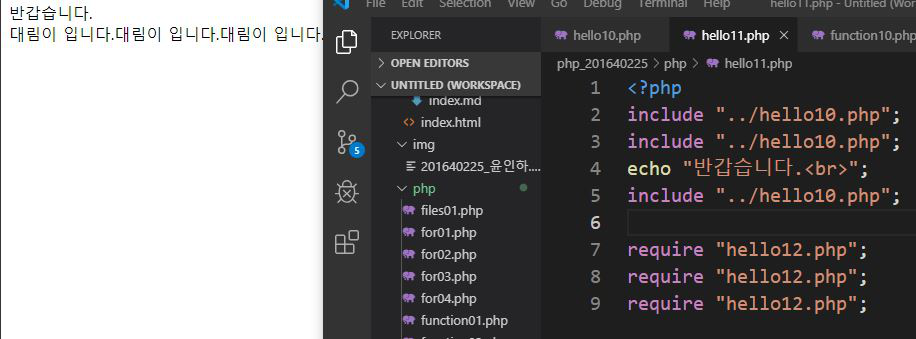 반갑습니다.
대림이 입니다.대림이 입니다.대림이 입니다.
Edit Selection View Go Debug Terminal Help hello11.php - Untitled (Workspace)
EXPLORER
OPEN EDITORS
UNTITLED (WORKSPACE)
index.md
index.html
img
201640225_윤인하....
php
files01.php
for01.php
for02.php
for03.php
for04.php
function01.php
5
hello10.php hello11.php function10.php
php_201640225 > php > hello11.php
1 <?php
2 include "../hello10.php";
3 include "../hello10.php";
4 echo "반갑습니다.<br>";
5 include "../hello10.php";
6
7 require "hello12.php";
8 require "hello12.php";
9 require "hello12.php";